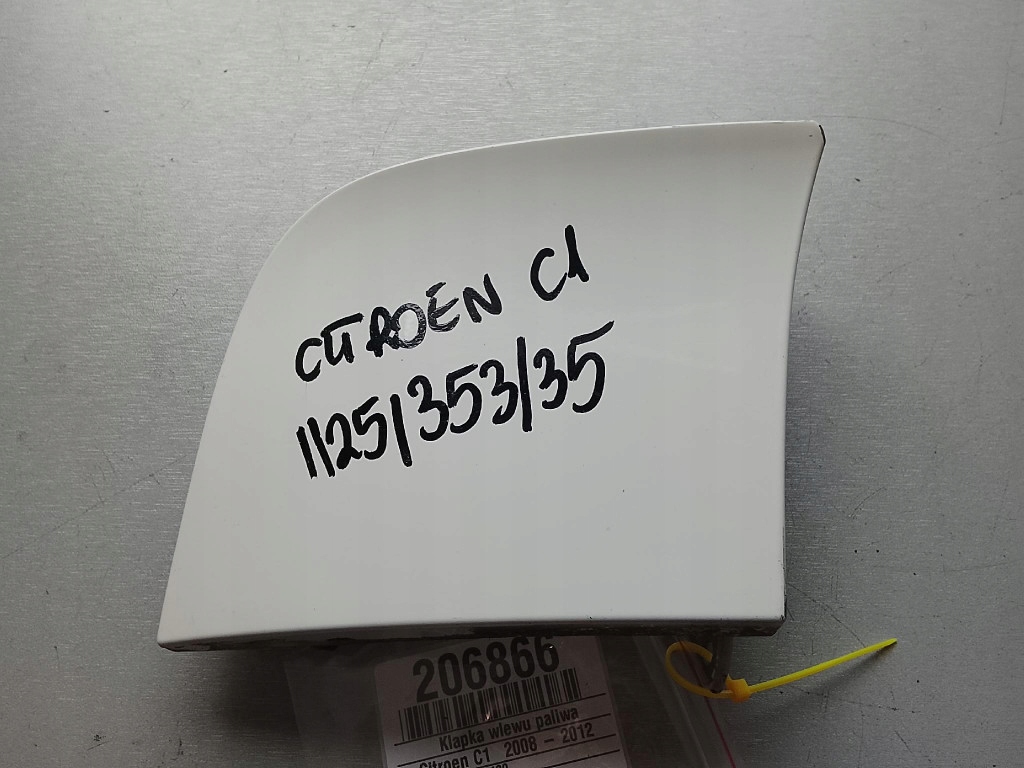 CITROEN C1
1125/353/35
206866
Klapka wlewu paliwa
Citroen C1 2008 - 2012